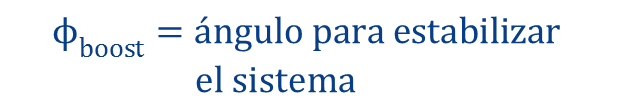 ϕboost = ángulo para estabilizar
el sistema